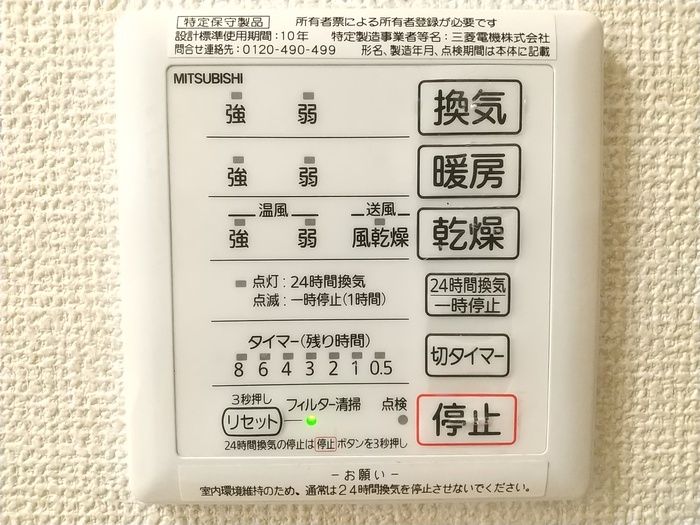 特定保守製品 所有者票による所有者登録が必要です
設計標準使用期間:10年 特定製造事業者等名:三菱電機株式会社
問合せ連絡先:0120-490-499 形名、製造年月、点検期間は本体に記載
MITSUBISHI
強 弱 換気
強 弱 暖房
温風 送風
強 弱 風乾燥 乾燥
点灯:24時間換気
点滅:一時停止(1時間)
24時間換気
一時停止
タイマー(残り時間)
8 6 4 3 2 1 0.5
切タイマー
3秒押し
リセット フィルター清掃 点検
停止
24時間換気の停止は停止ボタンを3秒押し
-お願い-
室内環境維持のため、通常は24時間換気を停止させないでください。